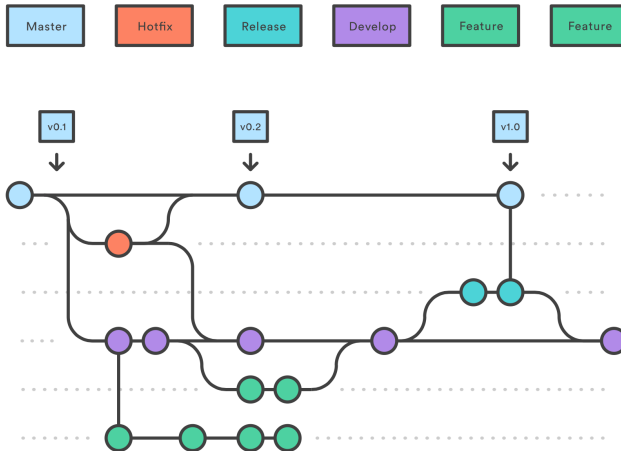 Master
Hotfix
Release
Develop
Feature
Feature
v0.1
v0.2
v1.0